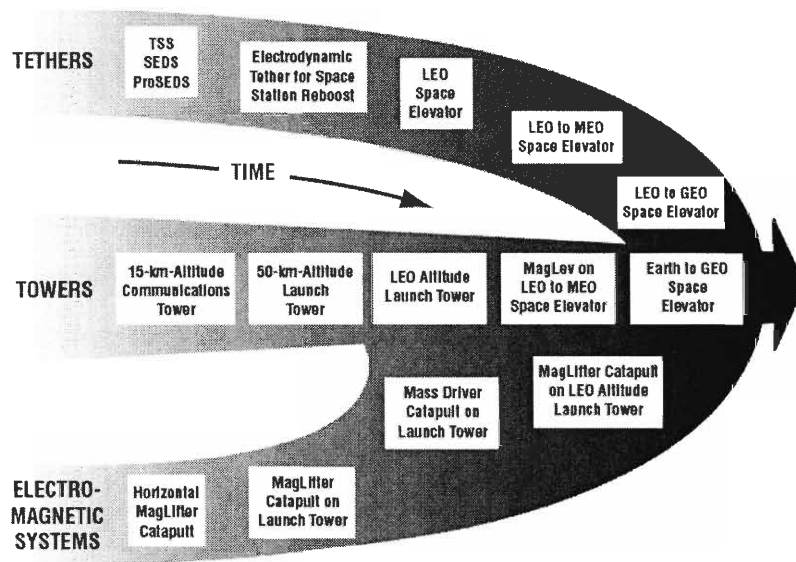 TETHERS
TSS
SEDS
ProSEDS
Electrodynamic
Tether for Space
Station Reboost
LEO
Space
Elevator
LEO to MEO
Space Elevator
LEO to GEO
Space Elevator
TIME
TOWERS
15-km-Altitude
Communications
Tower
50-km-Altitude
Launch
Tower
LEO Altitude
Launch Tower
MagLev on
LEO to MEO
Space Elevator
Earth to GEO
Space
Elevator
Mass Driver
Catapult on
Launch Tower
MagLifter Catapult
on LEO Altitude
Launch Tower
ELECTRO-
MAGNETIC
SYSTEMS
Horizontal
MagLifter
Catapult
MagLifter
Catapult on
Launch Tower